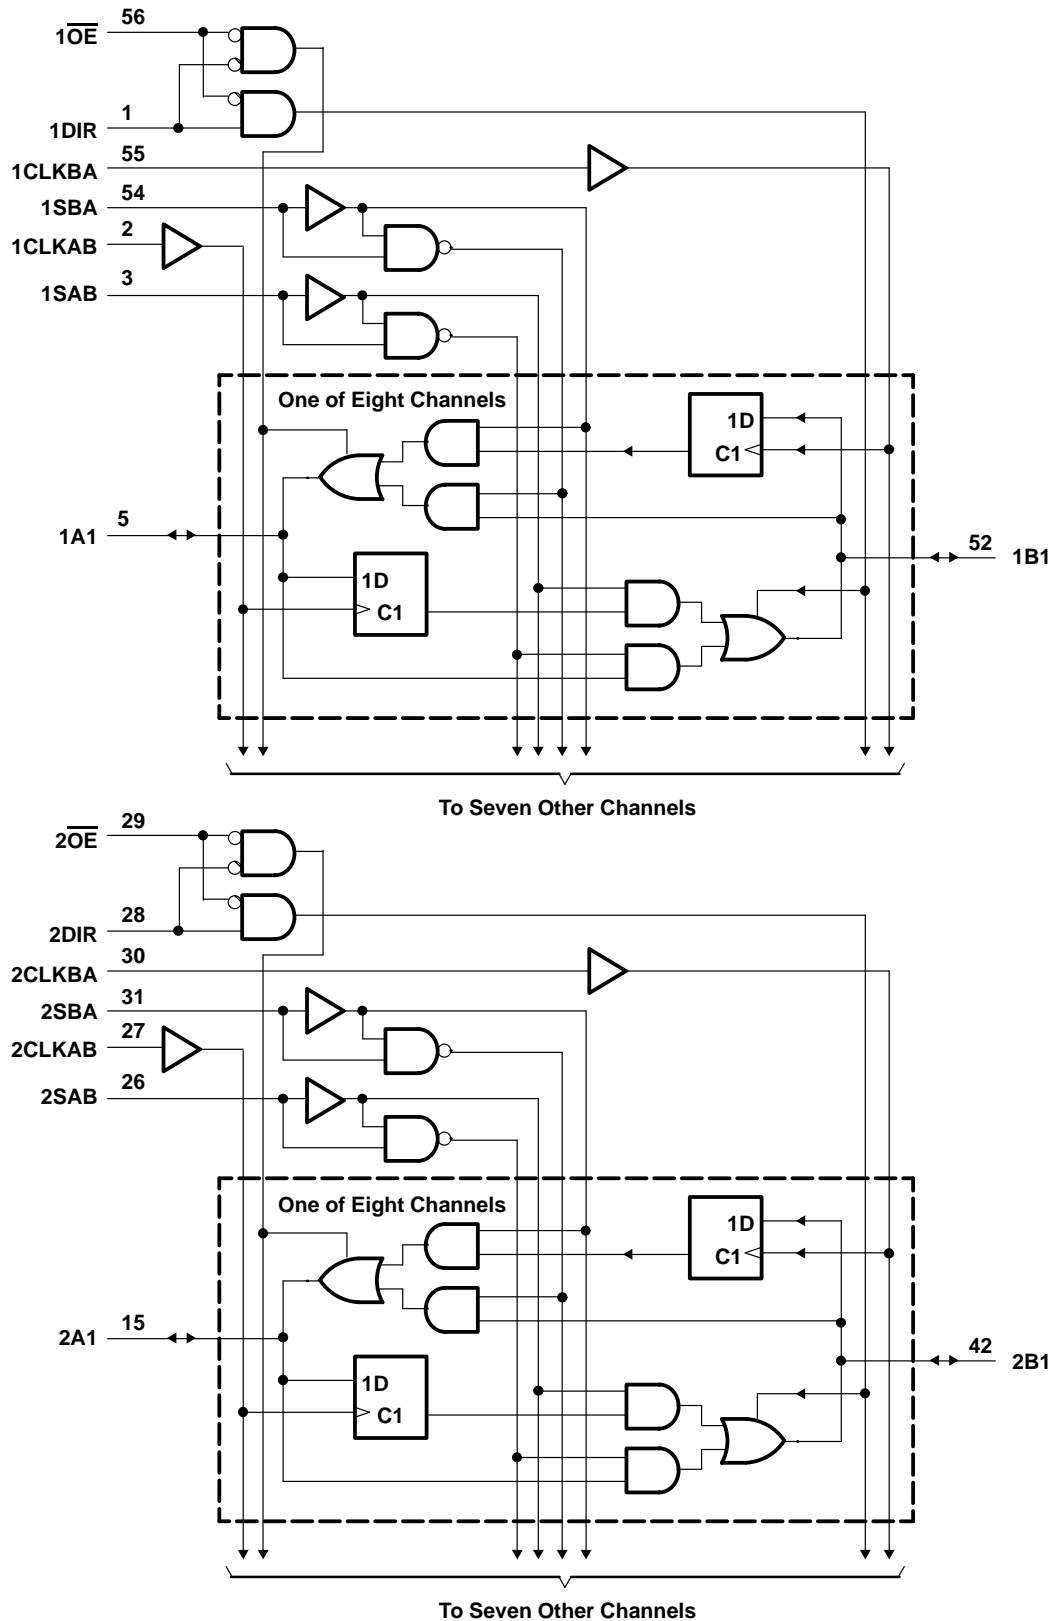 56
1O̅E̅
1
1DIR
55
1CLKBA
54
1SBA
2
1CLKAB
3
1SAB
One of Eight Channels
1D
C1
5
1A1
52
1B1
1D
C1
To Seven Other Channels
29
2O̅E̅
28
2DIR
30
2CLKBA
31
2SBA
27
2CLKAB
26
2SAB
One of Eight Channels
1D
C1
15
2A1
42
2B1
1D
C1
To Seven Other Channels